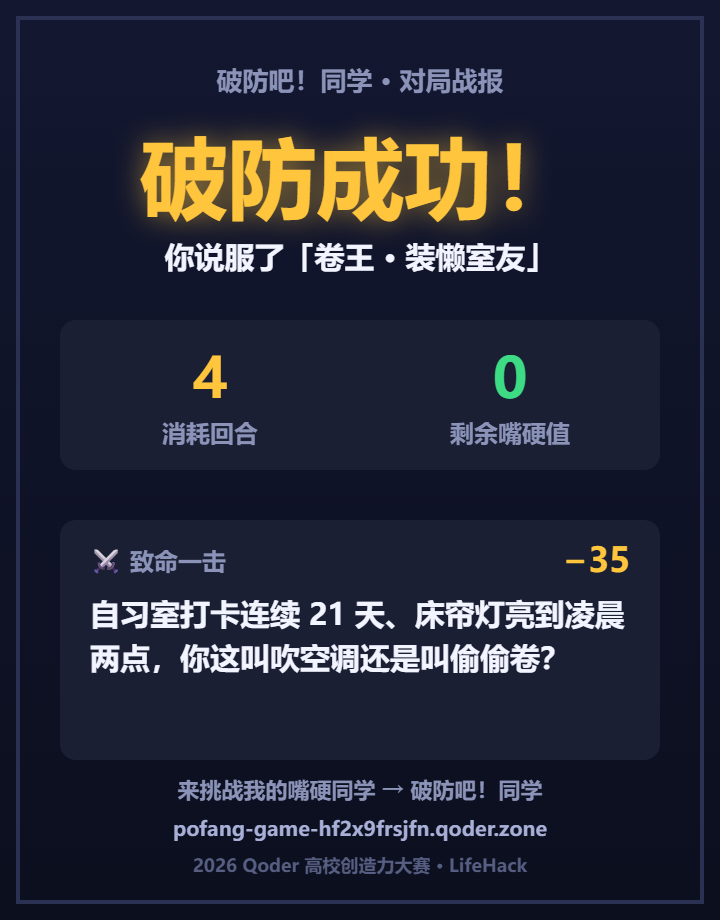 破防吧！同学 · 对局战报
破防成功！
你说服了「卷王 · 装懒室友」
4
0
消耗回合
剩余嘴硬值
⚔️ 致命一击
−35
自习室打卡连续 21 天、床帘灯亮到凌晨
两点，你这叫吹空调还是叫偷偷卷？
来挑战我的嘴硬同学 → 破防吧！同学
pofang-game-hf2x9frsjfn.qoder.zone
2026 Qoder 高校创造力大赛 · LifeHack